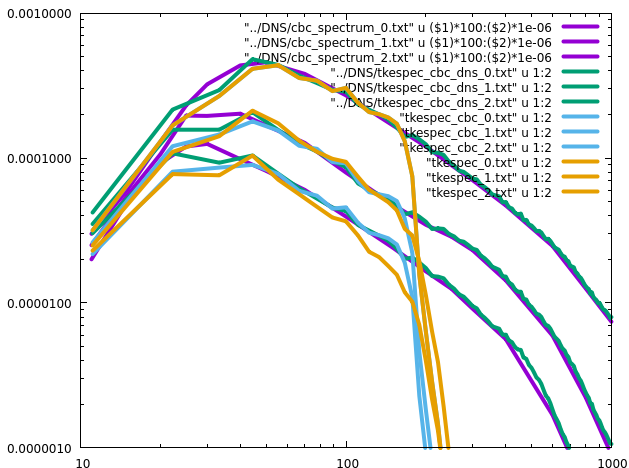 0.0010000
0.0001000
0.0000100
0.0000010
10
100
1000
"../DNS/cbc_spectrum_0.txt" u ($1)*100:($2)*1e-06
"../DNS/cbc_spectrum_1.txt" u ($1)*100:($2)*1e-06
"../DNS/cbc_spectrum_2.txt" u ($1)*100:($2)*1e-06
"../DNS/tkespec_cbc_dns_0.txt" u 1:2
"../DNS/tkespec_cbc_dns_1.txt" u 1:2
"../DNS/tkespec_cbc_dns_2.txt" u 1:2
"tkespec_cbc_0.txt" u 1:2
"tkespec_cbc_1.txt" u 1:2
"tkespec_cbc_2.txt" u 1:2
"tkespec_0.txt" u 1:2
"tkespec_1.txt" u 1:2
"tkespec_2.txt" u 1:2